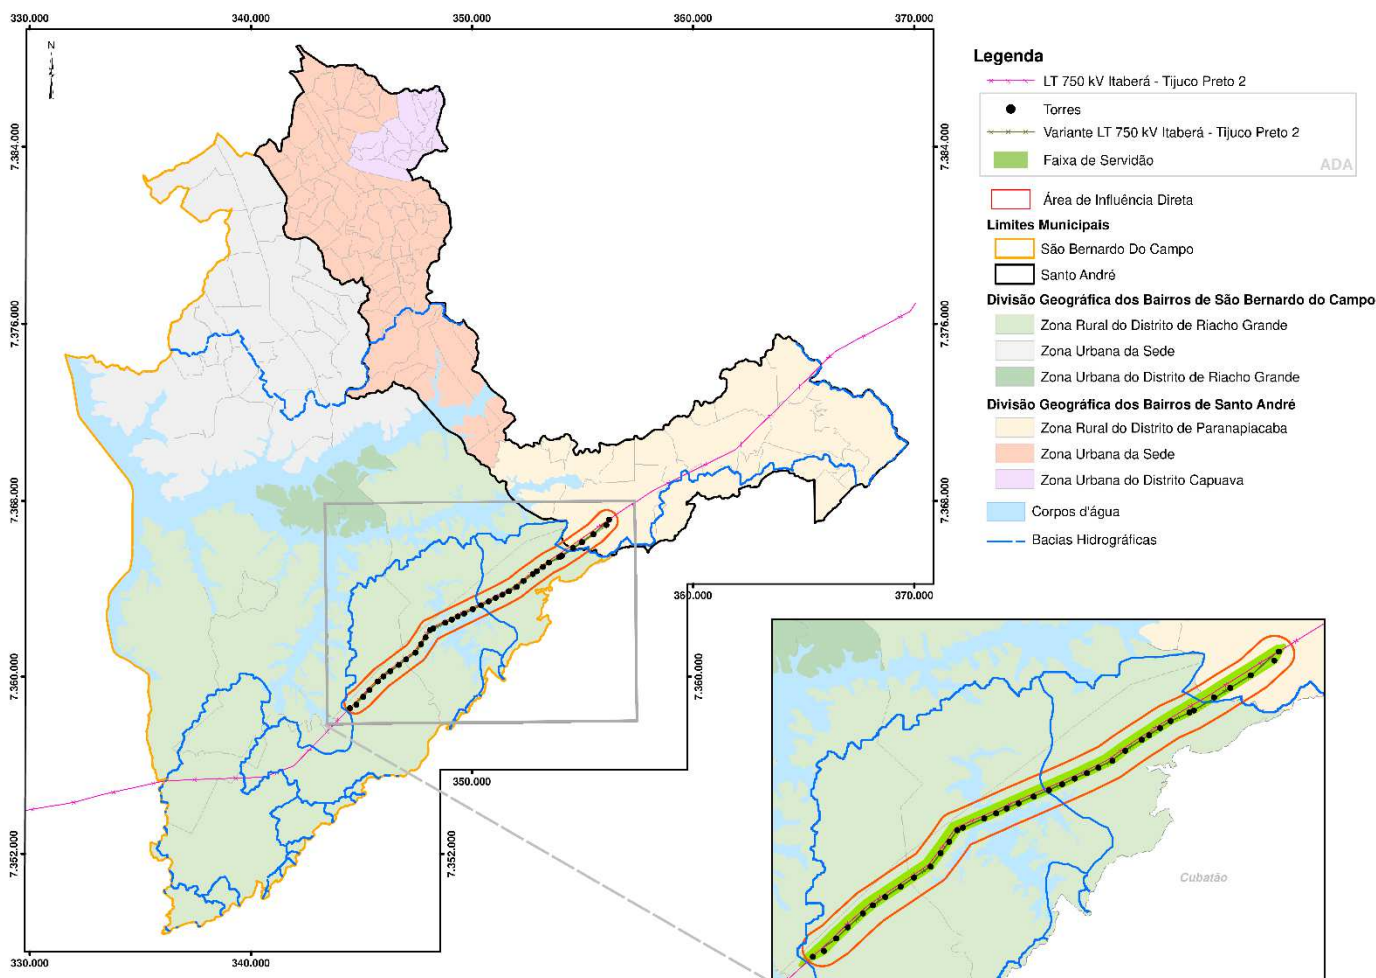 330.000
340.000
350.000
360.000
370.000
N
7.384.000
7.384.000
7.376.000
7.376.000
7.368.000
7.368.000
7.360.000
7.360.000
7.352.000
7.352.000
360.000
370.000
350.000
330.000
340.000
Legenda
LT 750 kV Itaberá - Tijuco Preto 2
Torres
Variante LT 750 kV Itaberá - Tijuco Preto 2
Faixa de Servidão
ADA
Área de Influência Direta
Limites Municipais
São Bernardo Do Campo
Santo André
Divisão Geográfica dos Bairros de São Bernardo do Campo
Zona Rural do Distrito de Riacho Grande
Zona Urbana da Sede
Zona Urbana do Distrito de Riacho Grande
Divisão Geográfica dos Bairros de Santo André
Zona Rural do Distrito de Paranapiacaba
Zona Urbana da Sede
Zona Urbana do Distrito Capuava
Corpos d'água
Bacias Hidrográficas
Cubatão